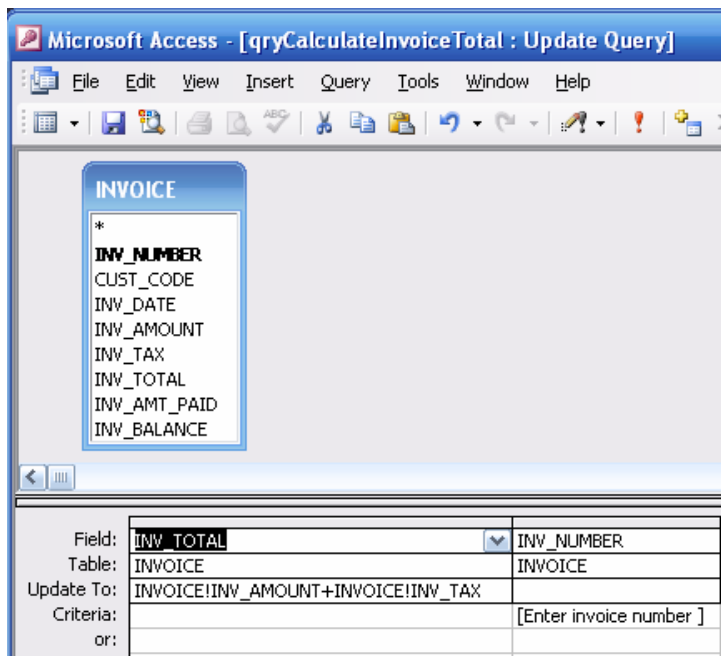 Microsoft Access - [qryCalculateInvoiceTotal : Update Query]
File Edit View Insert Query Tools Window Help
ABC
INVOICE
*
INV_NUMBER
CUST_CODE
INV_DATE
INV_AMOUNT
INV_TAX
INV_TOTAL
INV_AMT_PAID
INV_BALANCE
Field: INV_TOTAL INV_NUMBER
Table: INVOICE INVOICE
Update To: INVOICE!INV_AMOUNT+INVOICE!INV_TAX
Criteria: [Enter invoice number ]
or: